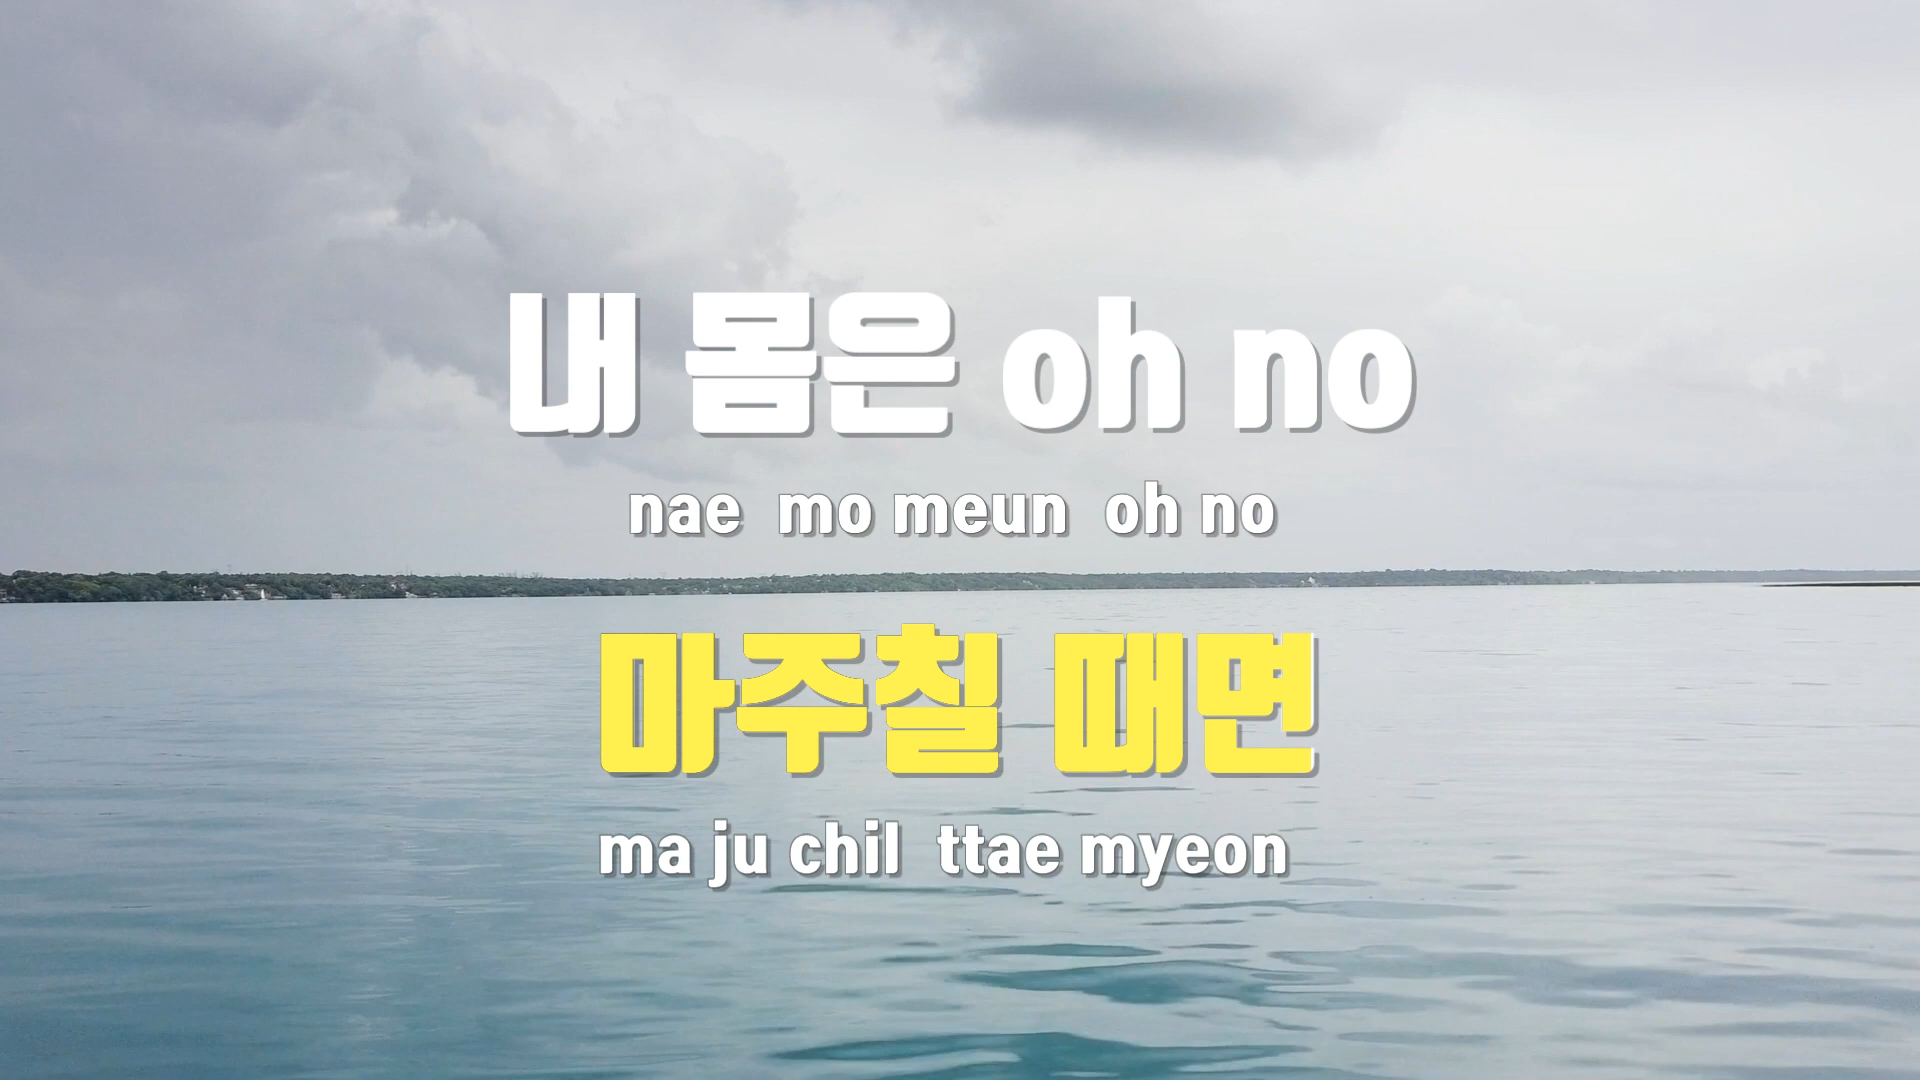 내 몸은 oh no
nae mo meun oh no
마주칠 때면
ma ju chil ttae myeon